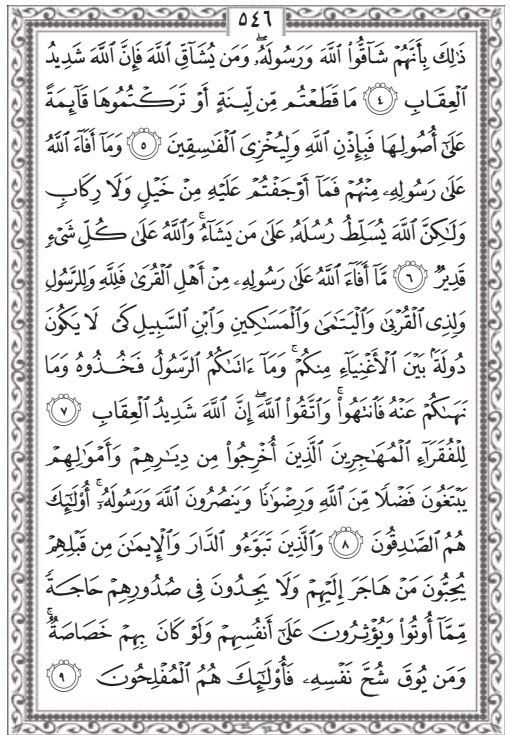 ٥٤٦
ذَٰلِكَ بِأَنَّهُمْ شَاقُّوا۟ ٱللَّهَ وَرَسُولَهُۥ ۖ وَمَن يُشَاقِّ ٱللَّهَ فَإِنَّ ٱللَّهَ شَدِيدُ
ٱلْعِقَابِ ٤ مَا قَطَعْتُم مِّن لِّينَةٍ أَوْ تَرَكْتُمُوهَا قَآئِمَةً
عَلَىٰٓ أُصُولِهَا فَبِإِذْنِ ٱللَّهِ وَلِيُخْزِىَ ٱلْفَـٰسِقِينَ ٥ وَمَآ أَفَآءَ ٱللَّهُ
عَلَىٰ رَسُولِهِۦ مِنْهُمْ فَمَآ أَوْجَفْتُمْ عَلَيْهِ مِنْ خَيْلٍ وَلَا رِكَابٍ
وَلَـٰكِنَّ ٱللَّهَ يُسَلِّطُ رُسُلَهُۥ عَلَىٰ مَن يَشَآءُ ۚ وَٱللَّهُ عَلَىٰ كُلِّ شَىْءٍ
قَدِيرٌ ٦ مَّآ أَفَآءَ ٱللَّهُ عَلَىٰ رَسُولِهِۦ مِنْ أَهْلِ ٱلْقُرَىٰ فَلِلَّهِ وَلِلرَّسُولِ
وَلِذِى ٱلْقُرْبَىٰ وَٱلْيَتَـٰمَىٰ وَٱلْمَسَـٰكِينِ وَٱبْنِ ٱلسَّبِيلِ كَىْ لَا يَكُونَ
دُولَةًۢ بَيْنَ ٱلْأَغْنِيَآءِ مِنكُمْ ۚ وَمَآ ءَاتَىٰكُمُ ٱلرَّسُولُ فَخُذُوهُ وَمَا
نَهَىٰكُمْ عَنْهُ فَٱنتَهُوا۟ ۚ وَٱتَّقُوا۟ ٱللَّهَ ۖ إِنَّ ٱللَّهَ شَدِيدُ ٱلْعِقَابِ ٧
لِلْفُقَرَآءِ ٱلْمُهَـٰجِرِينَ ٱلَّذِينَ أُخْرِجُوا۟ مِن دِيَـٰرِهِمْ وَأَمْوَٰلِهِمْ
يَبْتَغُونَ فَضْلًا مِّنَ ٱللَّهِ وَرِضْوَٰنًا وَيَنصُرُونَ ٱللَّهَ وَرَسُولَهُۥٓ ۚ أُو۟لَـٰٓئِكَ
هُمُ ٱلصَّـٰدِقُونَ ٨ وَٱلَّذِينَ تَبَوَّءُو ٱلدَّارَ وَٱلْإِيمَـٰنَ مِن قَبْلِهِمْ
يُحِبُّونَ مَنْ هَاجَرَ إِلَيْهِمْ وَلَا يَجِدُونَ فِى صُدُورِهِمْ حَاجَةً
مِّمَّآ أُوتُوا۟ وَيُؤْثِرُونَ عَلَىٰٓ أَنفُسِهِمْ وَلَوْ كَانَ بِهِمْ خَصَاصَةٌ ۚ
وَمَن يُوقَ شُحَّ نَفْسِهِۦ فَأُو۟لَـٰٓئِكَ هُمُ ٱلْمُفْلِحُونَ ٩